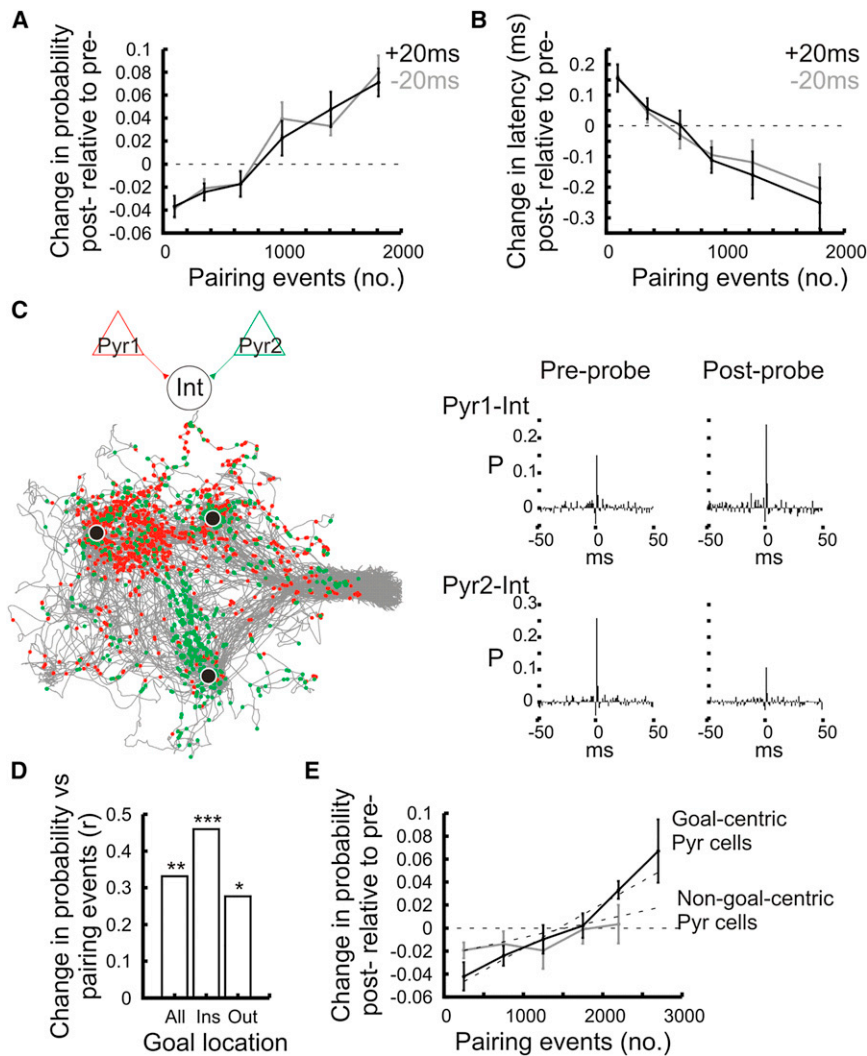 A
Change in probability
post- relative to pre-
0.1
0.08
0.06
0.04
0.02
0
-0.02
-0.04
-0.06
0
1000
2000
Pairing events (no.)
+20ms
-20ms
B
Change in latency (ms)
post- relative to pre-
0.2
0.1
0
-0.1
-0.2
-0.3
0
1000
2000
Pairing events (no.)
+20ms
-20ms
C
Pyr1
Pyr2
Int
Pre-probe
Post-probe
Pyr1-Int
P
0.2
0.1
0
-50
0
50
ms
-50
0
50
ms
Pyr2-Int
P
0.3
0.2
0.1
0
-50
0
50
ms
-50
0
50
ms
D
Change in probability vs
pairing events (r)
0.5
0.4
0.3
0.2
0.1
0
**
***
*
All Ins Out
Goal location
E
Change in probability
post- relative to pre-
0.1
0.08
0.06
0.04
0.02
0
-0.02
-0.04
-0.06
0
1000
2000
3000
Pairing events (no.)
Goal-centric
Pyr cells
Non-goal-centric
Pyr cells